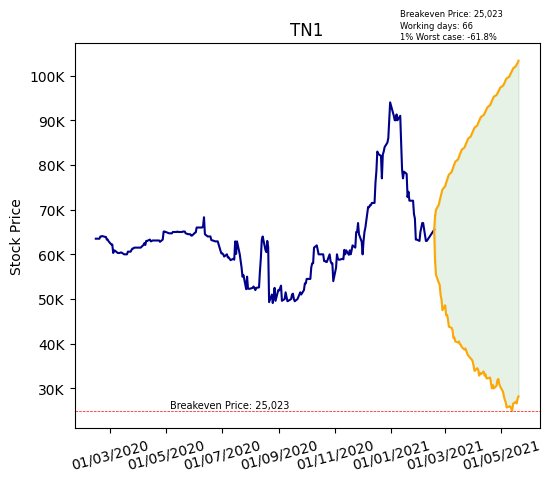 Breakeven Price: 25,023
Working days: 66
1% Worst case: -61.8%
TN1
Stock Price
100K
90K
80K
70K
60K
50K
40K
30K
Breakeven Price: 25,023
01/03/2020
01/05/2020
01/07/2020
01/09/2020
01/11/2020
01/01/2021
01/03/2021
01/05/2021